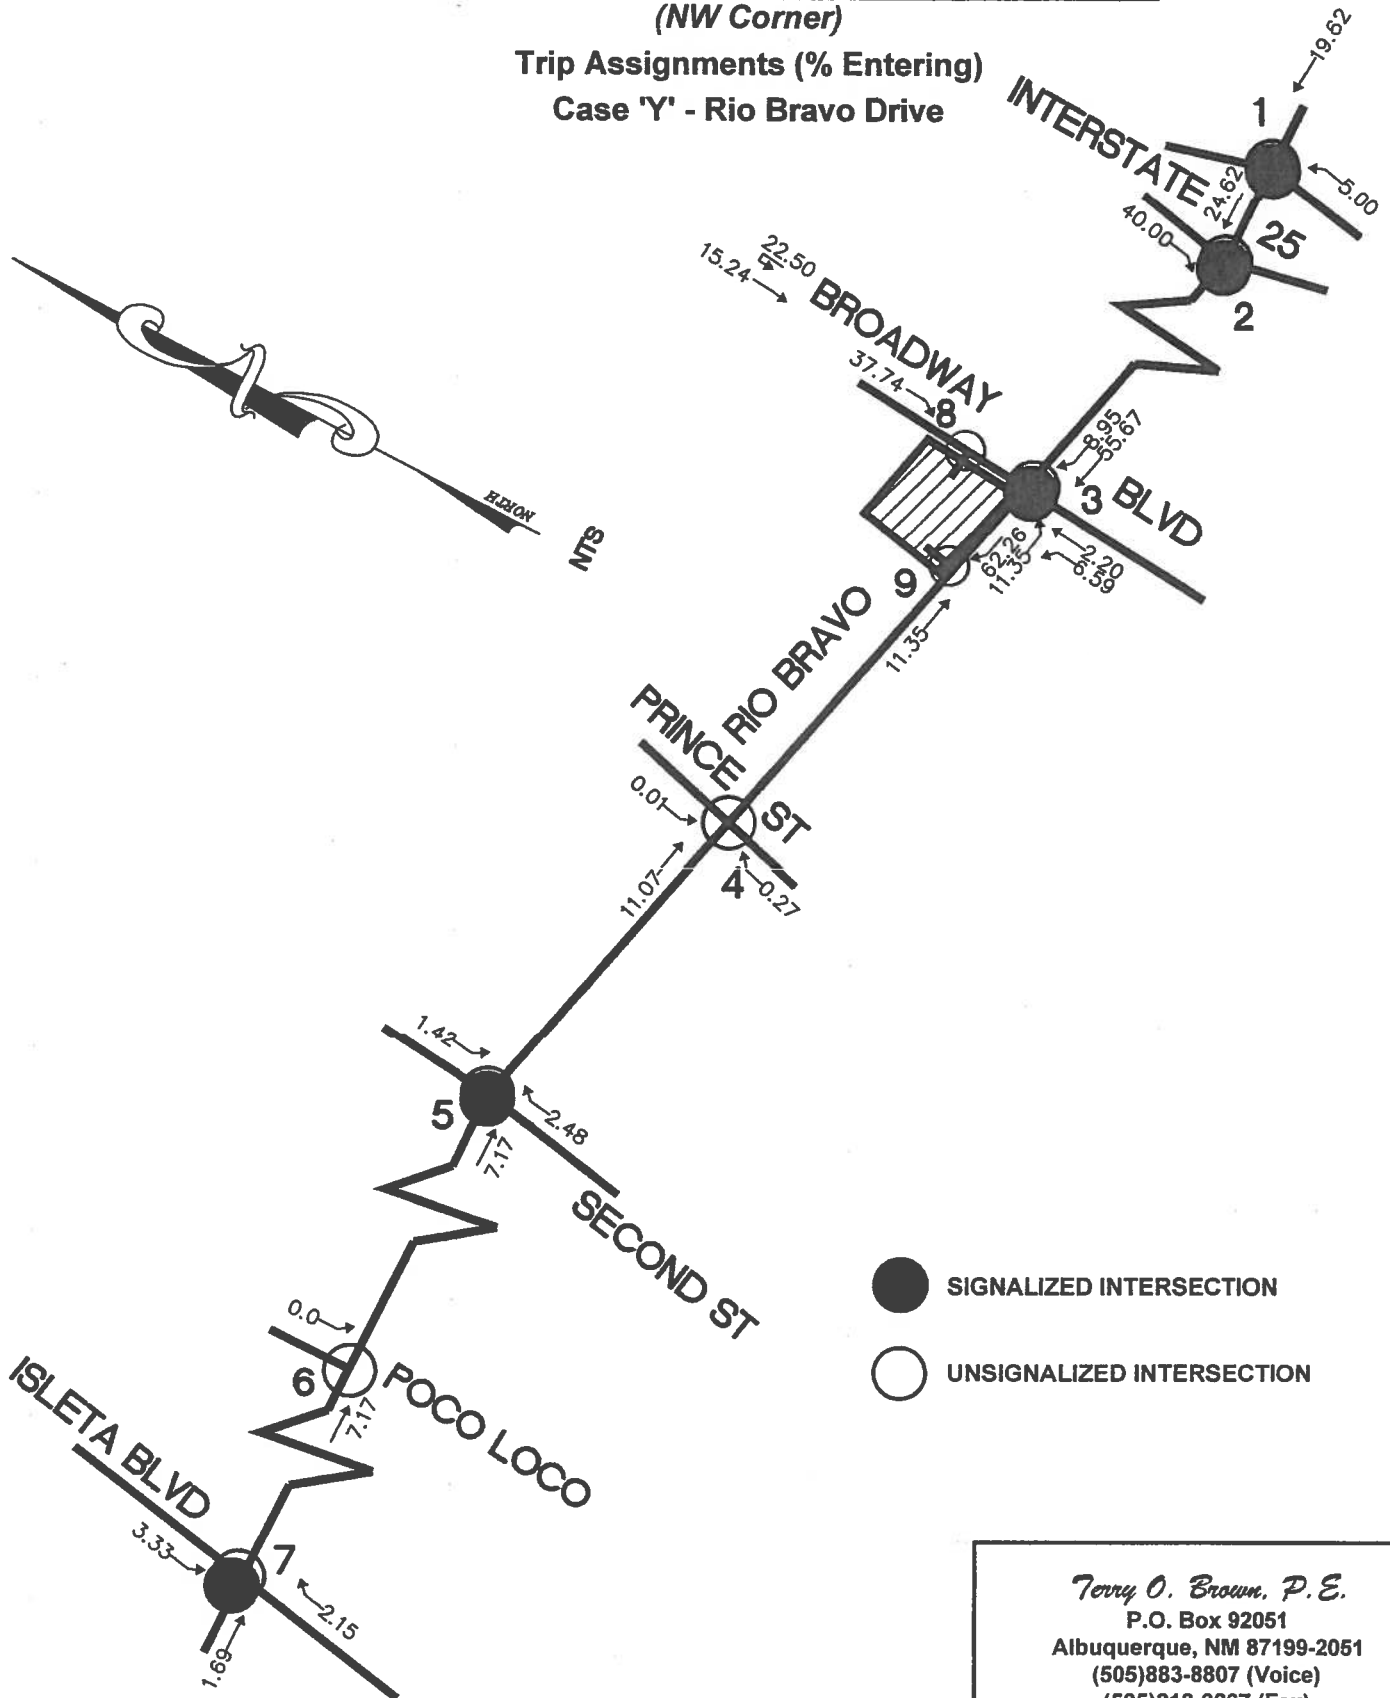 (NW Corner)
Trip Assignments (% Entering)
Case 'Y' - Rio Bravo Drive
19.62
1
INTERSTATE 25
5.00
24.62
40.00
2
22.50
15.24
BROADWAY BLVD
37.74
8
8.95
55.67
3
2.20
6.59
62.26
11.35
9
11.35
NORTH
NTS
RIO BRAVO
PRINCE ST
0.01
4
0.27
11.07
1.42
5
2.48
7.17
SECOND ST
0.0
6
7.17
POCO LOCO
ISLETA BLVD
3.33
7
2.15
1.69
SIGNALIZED INTERSECTION
UNSIGNALIZED INTERSECTION
Terry O. Brown, P.E.
P.O. Box 92051
Albuquerque, NM 87199-2051
(505)883-8807 (Voice)